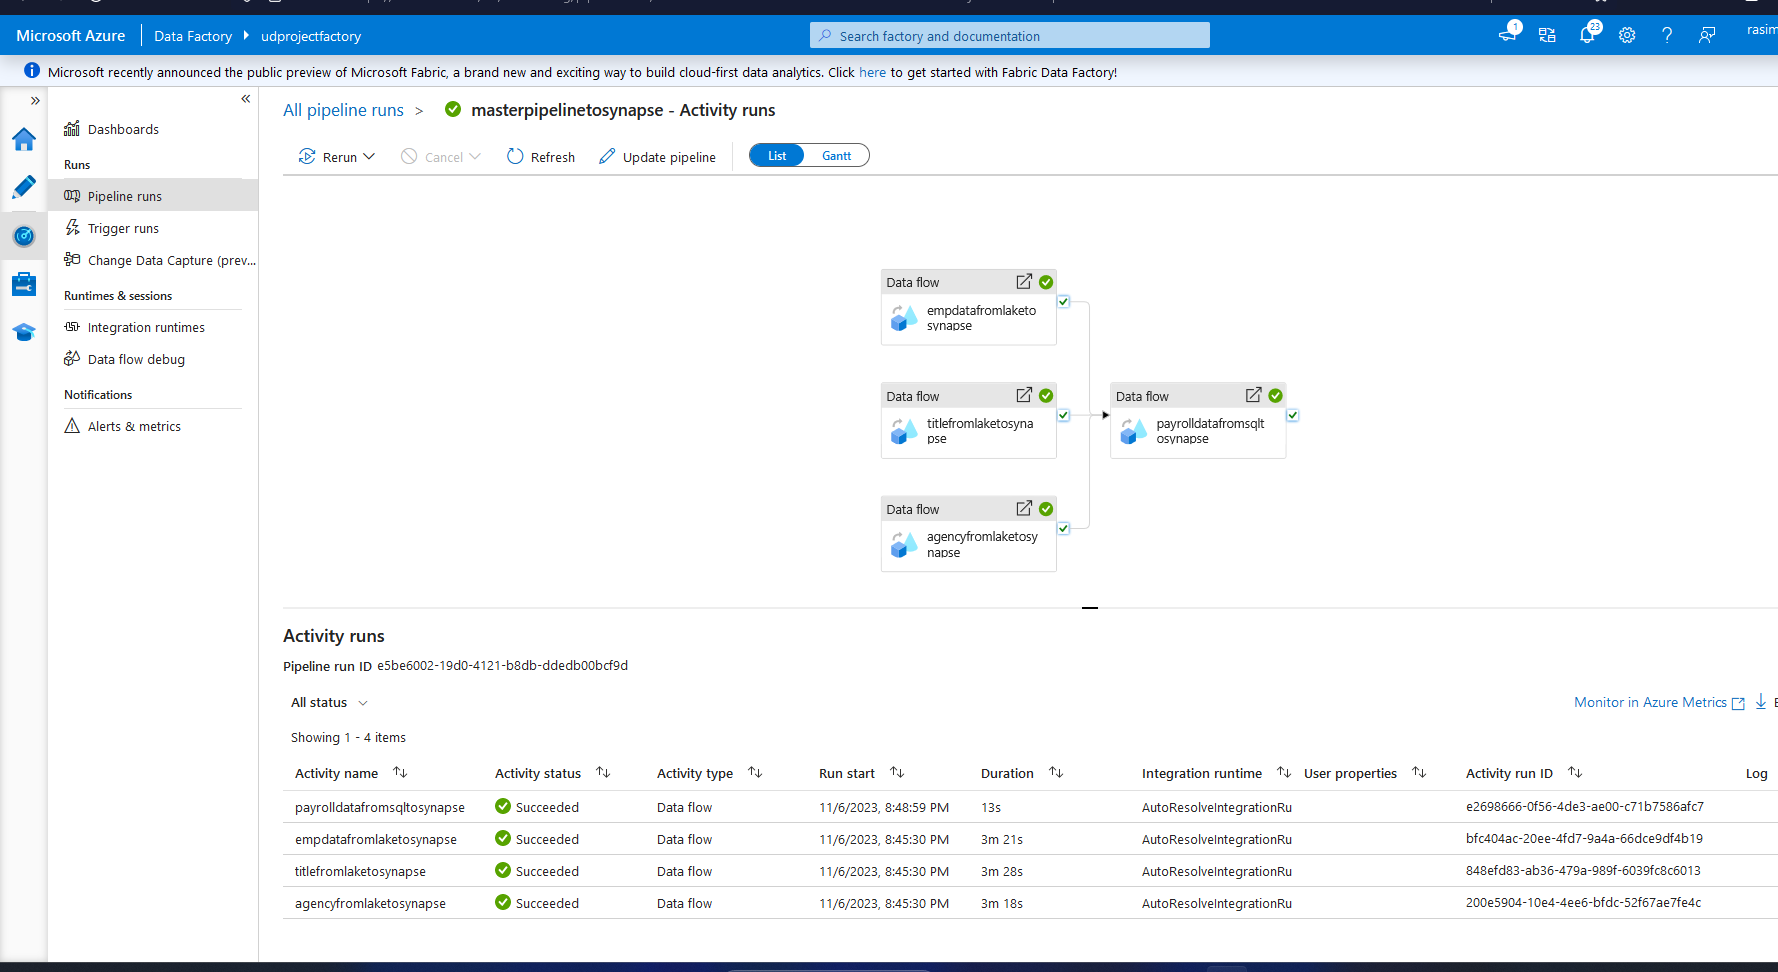 Microsoft Azure Data Factory udprojectfactory
Search factory and documentation
1
23
rasim
Microsoft recently announced the public preview of Microsoft Fabric, a brand new and exciting way to build cloud-first data analytics. Click here to get started with Fabric Data Factory!
Dashboards
Runs
Pipeline runs
Trigger runs
Change Data Capture (prev...
Runtimes & sessions
Integration runtimes
Data flow debug
Notifications
Alerts & metrics
All pipeline runs > masterpipelinetosynapse - Activity runs
Rerun Cancel Refresh Update pipeline List Gantt
Data flow
empdatafromlaketo
synapse
Data flow
titlefromlaketosyna
pse
Data flow
payrolldatafromsqlt
osynapse
Data flow
agencyfromlaketosy
napse
Activity runs
Pipeline run ID e5be6002-19d0-4121-b8db-ddedb00bcf9d
All status
Monitor in Azure Metrics
Showing 1 - 4 items
Activity name Activity status Activity type Run start Duration Integration runtime User properties Activity run ID Log
payrolldatafromsqltosynapse Succeeded Data flow 11/6/2023, 8:48:59 PM 13s AutoResolveIntegrationRu e2698666-0f56-4de3-ae00-c71b7586afc7
empdatafromlaketosynapse Succeeded Data flow 11/6/2023, 8:45:30 PM 3m 21s AutoResolveIntegrationRu bfc404ac-20ee-4fd7-9a4a-66dce9df4b19
titlefromlaketosynapse Succeeded Data flow 11/6/2023, 8:45:30 PM 3m 28s AutoResolveIntegrationRu 848efd83-ab36-479a-989f-6039fc8c6013
agencyfromlaketosynapse Succeeded Data flow 11/6/2023, 8:45:30 PM 3m 18s AutoResolveIntegrationRu 200e5904-10e4-4ee6-bfdc-52f67ae7fe4c